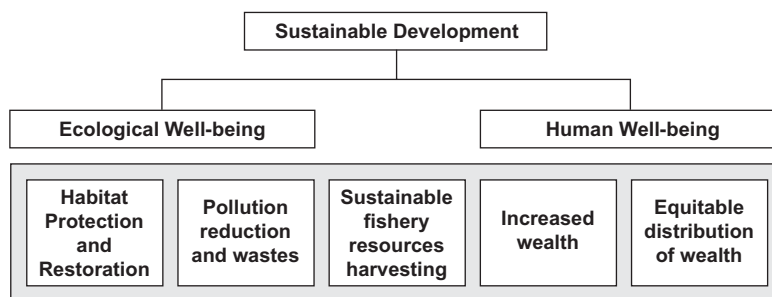 Sustainable Development
Ecological Well-being
Human Well-being
Habitat
Protection
and
Restoration
Pollution
reduction
and wastes
Sustainable
fishery
resources
harvesting
Increased
wealth
Equitable
distribution
of wealth